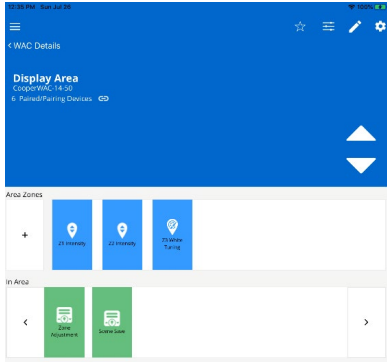 12:35 PM Sun Jul 26
100%
< WAC Details
Display Area
CooperWAC-14-50
6 Paired/Pairing Devices
Area Zones
+
Z1 Intensity
Z2 Intensity
Z3 White
Tuning
In Area
<
Zone
Adjustment
Scene Save
>